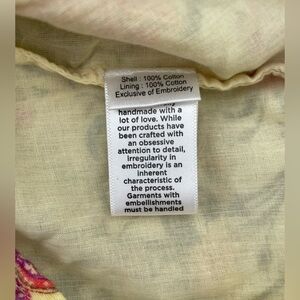 Shell : 100% Cotton
Lining : 100% Cotton
Exclusive of Embroidery
handmade with a
lot of love. While
our products have
been crafted with
an obsessive
attention to detail,
irregularity in
embroidery is an
inherent
characteristic of
the process.
Garments with
embellishments
must be handled